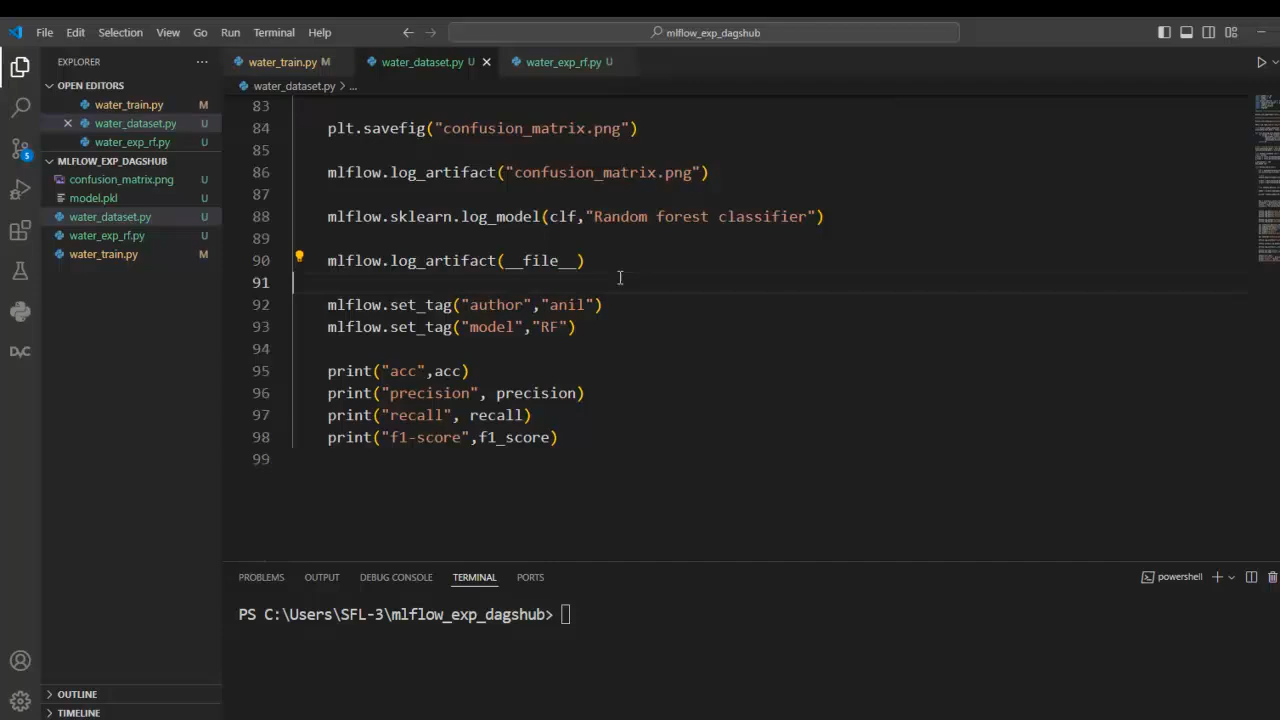 File Edit Selection View Go Run Terminal Help
mlflow_exp_dagshub
EXPLORER
water_train.py M
water_dataset.py U
water_exp_rf.py U
OPEN EDITORS
water_train.py M
water_dataset.py U
water_exp_rf.py U
MLFLOW_EXP_DAGSHUB
confusion_matrix.png U
model.pkl U
water_dataset.py U
water_exp_rf.py U
water_train.py M
5
DVC
OUTLINE
TIMELINE
water_dataset.py > ...
83
84 plt.savefig("confusion_matrix.png")
85
86 mlflow.log_artifact("confusion_matrix.png")
87
88 mlflow.sklearn.log_model(clf,"Random forest classifier")
89
90 mlflow.log_artifact(__file__)
91
92 mlflow.set_tag("author","anil")
93 mlflow.set_tag("model","RF")
94
95 print("acc",acc)
96 print("precision", precision)
97 print("recall", recall)
98 print("f1-score",f1_score)
99
PROBLEMS OUTPUT DEBUG CONSOLE TERMINAL PORTS
powershell
PS C:\Users\SFL-3\mlflow_exp_dagshub>